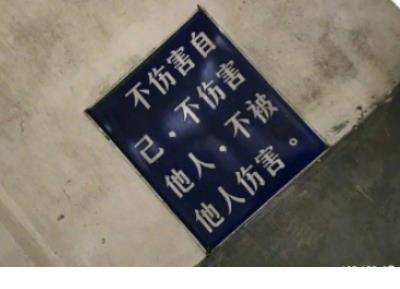 不伤害自
己，不伤害
他人，不被
他人伤害。